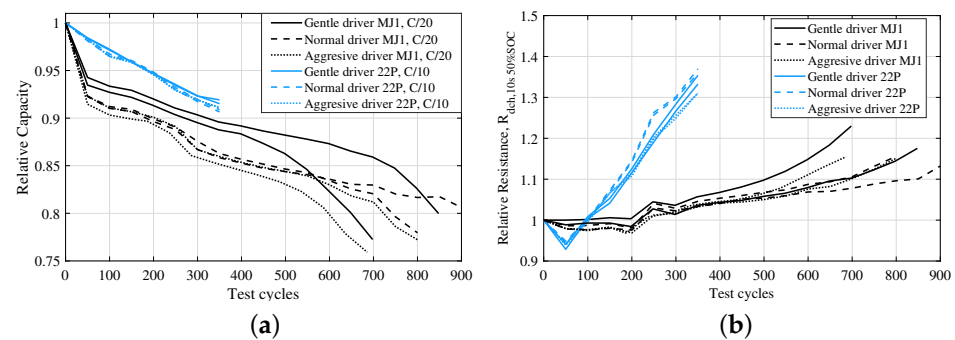 1
0.95
0.9
0.85
0.8
0.75
Relative Capacity
0 100 200 300 400 500 600 700 800 900
Test cycles
Gentle driver MJ1, C/20
Normal driver MJ1, C/20
Aggresive driver MJ1, C/20
Gentle driver 22P, C/10
Normal driver 22P, C/10
Aggresive driver 22P, C/10
(a)
1.5
1.4
1.3
1.2
1.1
1.0
0.9
Relative Resistance, Rdch,10s 50%SOC
0 100 200 300 400 500 600 700 800 900
Test cycles
Gentle driver MJ1
Normal driver MJ1
Aggresive driver MJ1
Gentle driver 22P
Normal driver 22P
Aggresive driver 22P
(b)